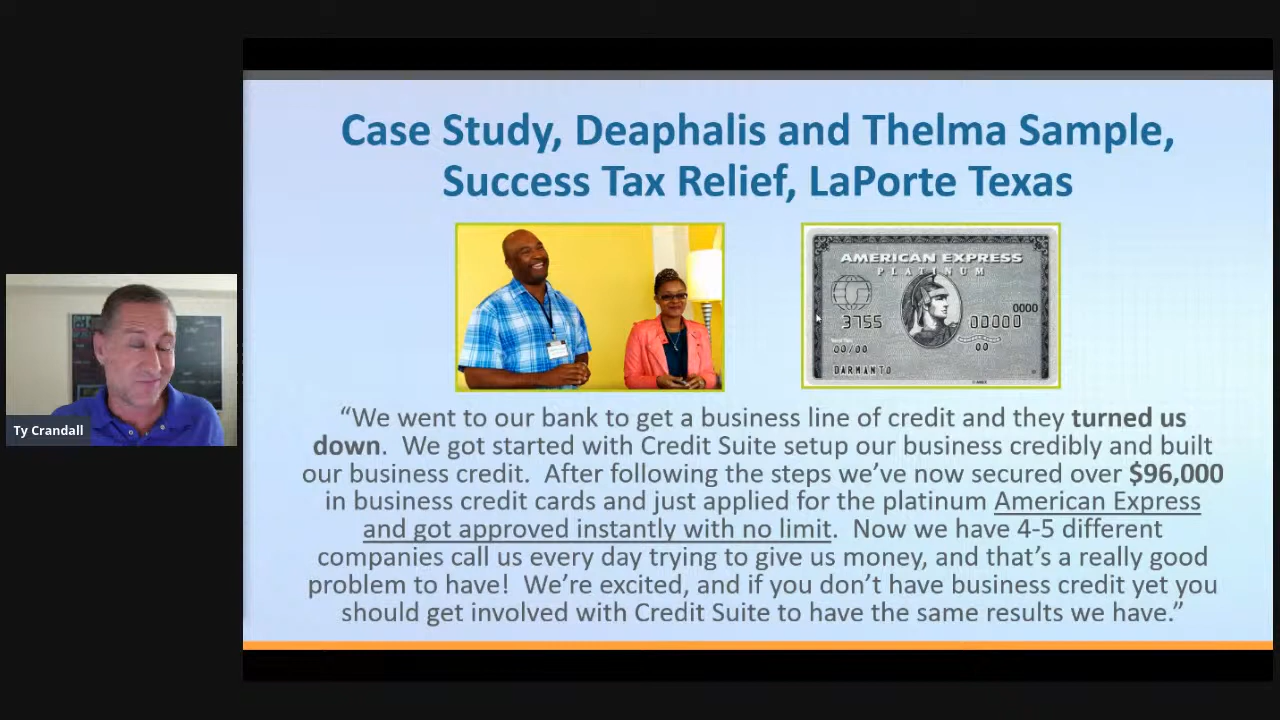 Case Study, Deaphalis and Thelma Sample,
Success Tax Relief, LaPorte Texas
AMERICAN EXPRESS
PLATINUM
0000
3755
00000
00/00
00
DARMANTO
Ty Crandall
“We went to our bank to get a business line of credit and they turned us
down.  We got started with Credit Suite setup our business credibly and built
our business credit.  After following the steps we’ve now secured over $96,000
in business credit cards and just applied for the platinum American Express
and got approved instantly with no limit.  Now we have 4-5 different
companies call us every day trying to give us money, and that’s a really good
problem to have!  We’re excited, and if you don’t have business credit yet you
should get involved with Credit Suite to have the same results we have.”